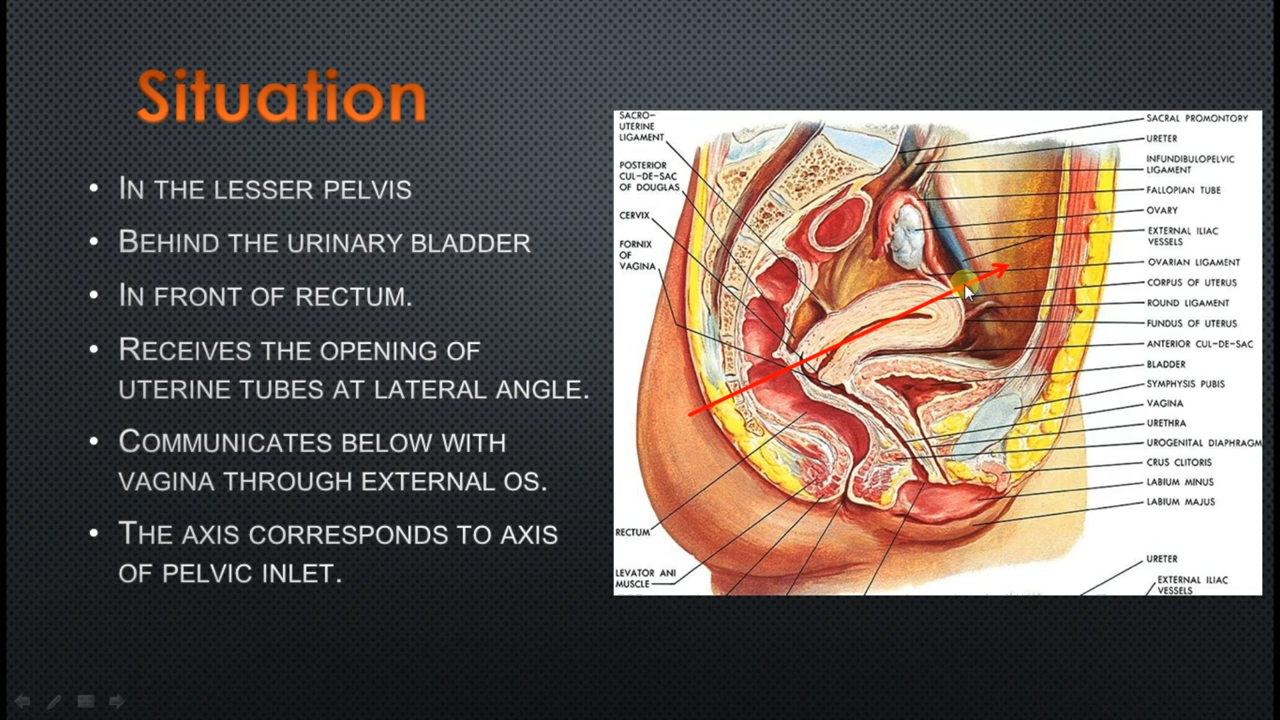 Situation
• IN THE LESSER PELVIS
• BEHIND THE URINARY BLADDER
• IN FRONT OF RECTUM.
• RECEIVES THE OPENING OF
UTERINE TUBES AT LATERAL ANGLE.
• COMMUNICATES BELOW WITH
VAGINA THROUGH EXTERNAL OS.
• THE AXIS CORRESPONDS TO AXIS
OF PELVIC INLET.
SACRO-
UTERINE
LIGAMENT
POSTERIOR
CUL-DE-SAC
OF DOUGLAS
CERVIX
FORNIX
OF
VAGINA
RECTUM
LEVATOR ANI
MUSCLE
SACRAL PROMONTORY
URETER
INFUNDIBULOPELVIC
LIGAMENT
FALLOPIAN TUBE
OVARY
EXTERNAL ILIAC
VESSELS
OVARIAN LIGAMENT
CORPUS OF UTERUS
ROUND LIGAMENT
FUNDUS OF UTERUS
ANTERIOR CUL-DE-SAC
BLADDER
SYMPHYSIS PUBIS
VAGINA
URETHRA
UROGENITAL DIAPHRAGM
CRUS CLITORIS
LABIUM MINUS
LABIUM MAJUS
URETER
EXTERNAL ILIAC
VESSELS